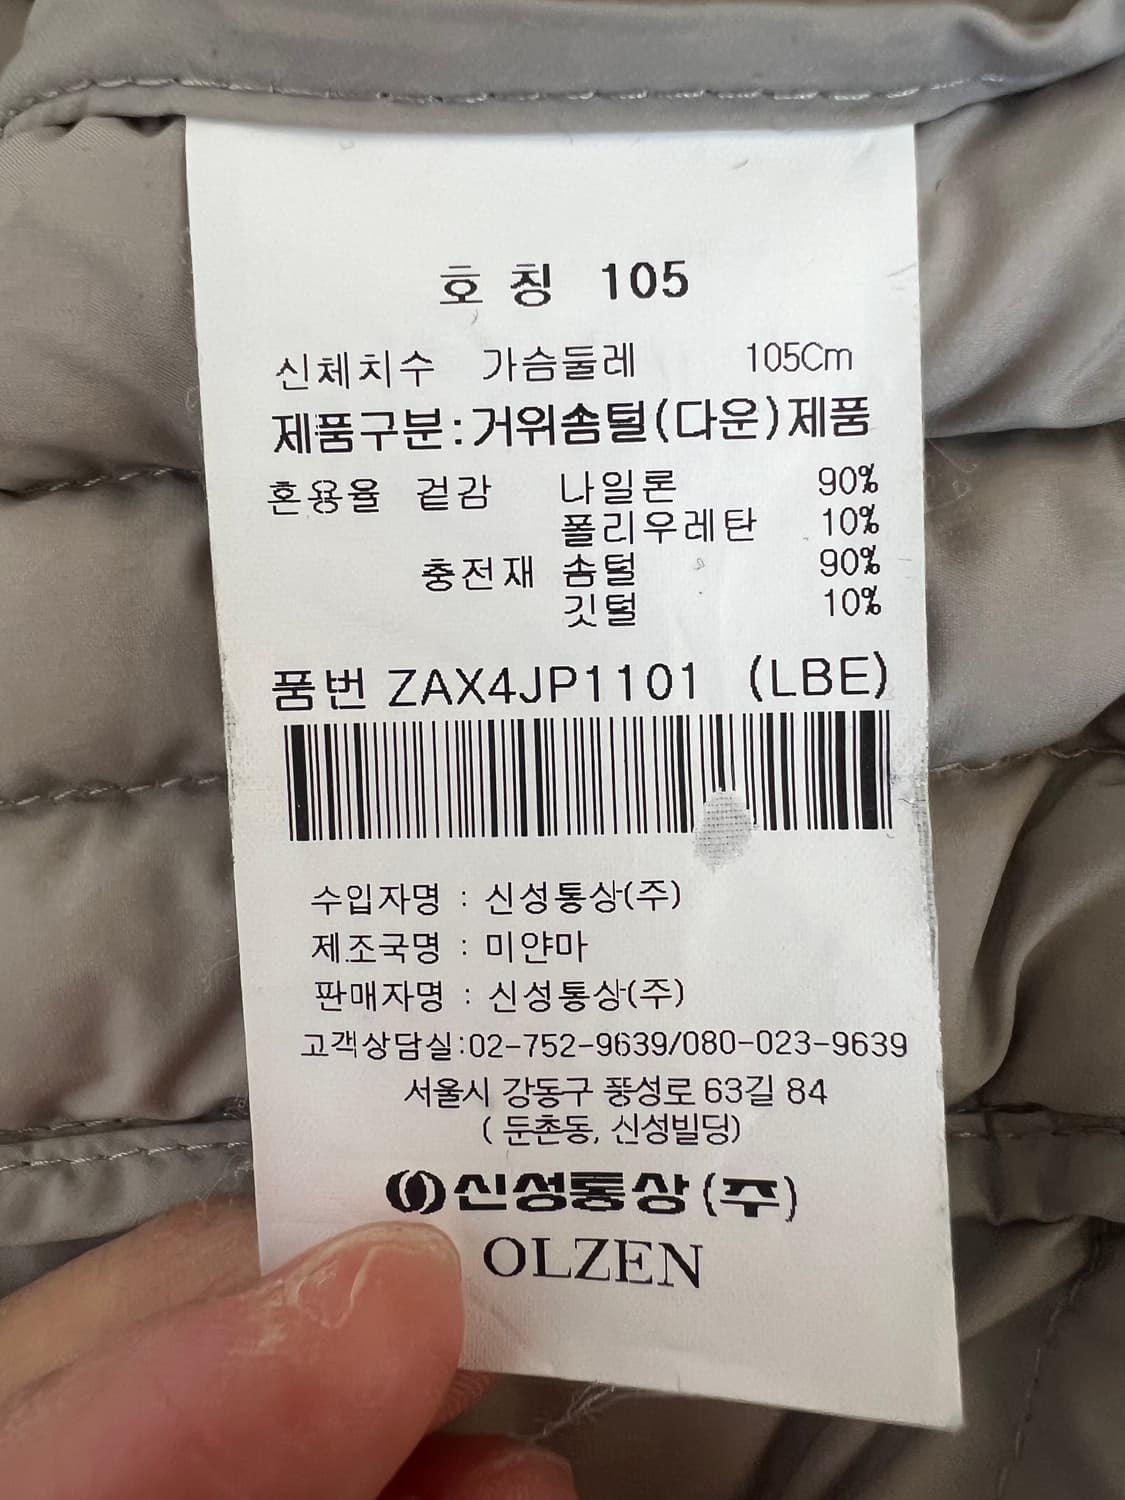 호 칭 105
신체치수 가슴둘레 105Cm
제품구분:거위솜털(다운)제품
혼용율 겉감 나일론 90%
폴리우레탄 10%
충전재 솜털 90%
깃털 10%
품번 ZAX4JP1101 (LBE)
수입자명 : 신성통상(주)
제조국명 : 미얀마
판매자명 : 신성통상(주)
고객상담실:02-752-9639/080-023-9639
서울시 강동구 풍성로 63길 84
( 둔촌동, 신성빌딩)
신성통상(주)
OLZEN